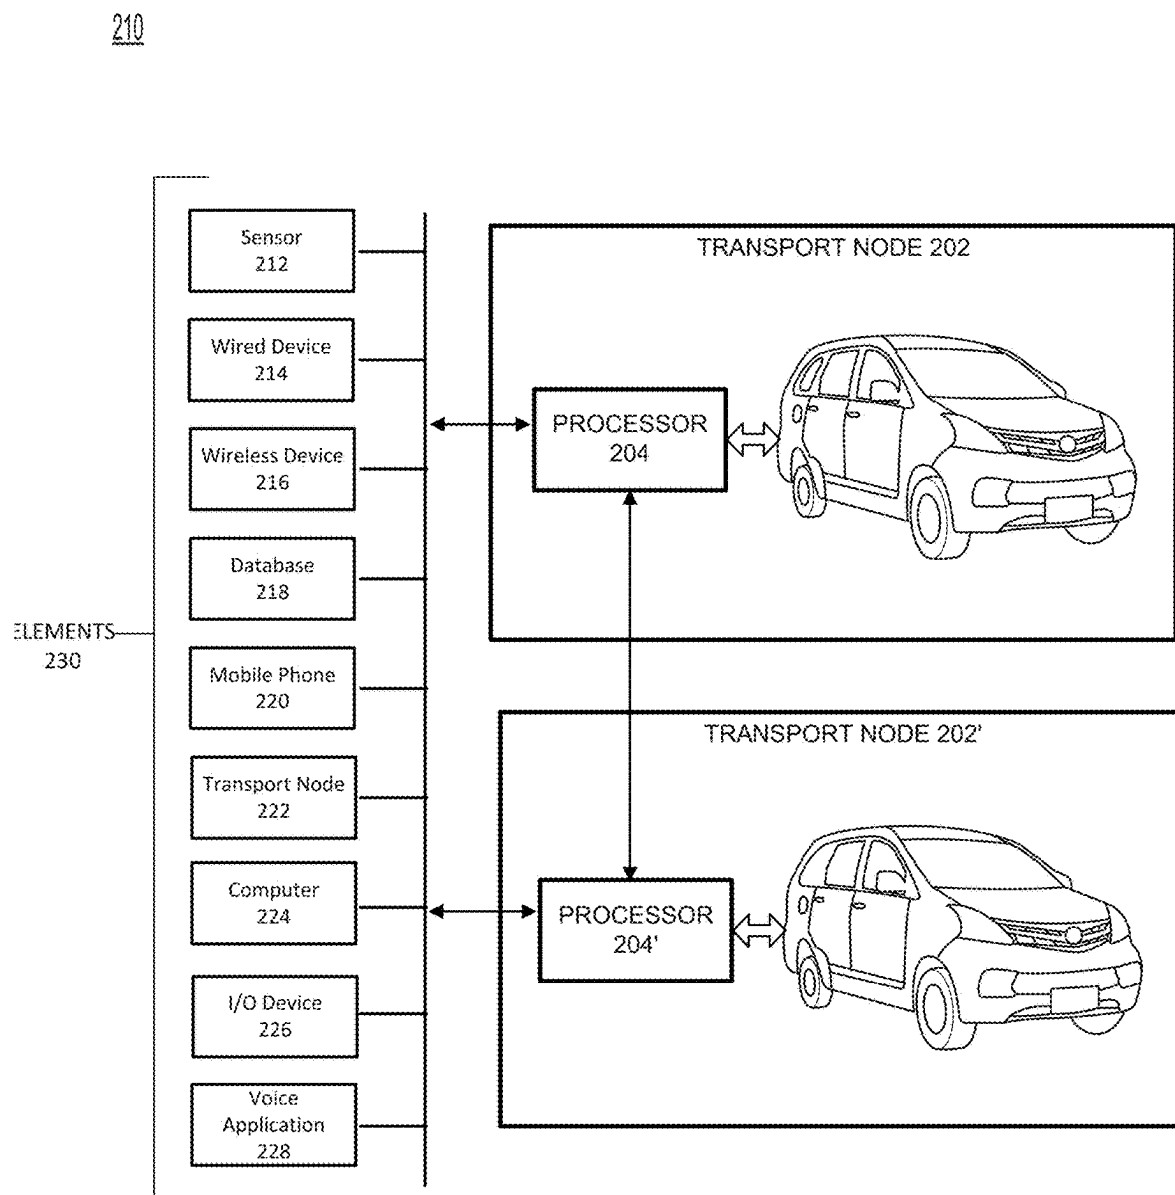 210
Sensor
212
Wired Device
214
Wireless Device
216
Database
218
ELEMENTS
230
Mobile Phone
220
Transport Node
222
Computer
224
I/O Device
226
Voice
Application
228
TRANSPORT NODE 202
PROCESSOR
204
TRANSPORT NODE 202'
PROCESSOR
204'